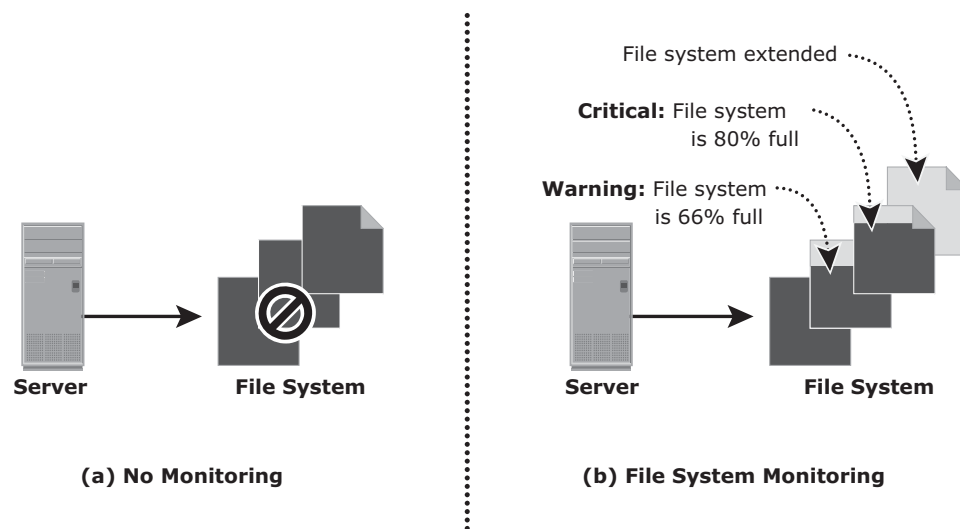 File system extended
Critical: File system
is 80% full
Warning: File system
is 66% full
Server
File System
Server
File System
(a) No Monitoring
(b) File System Monitoring